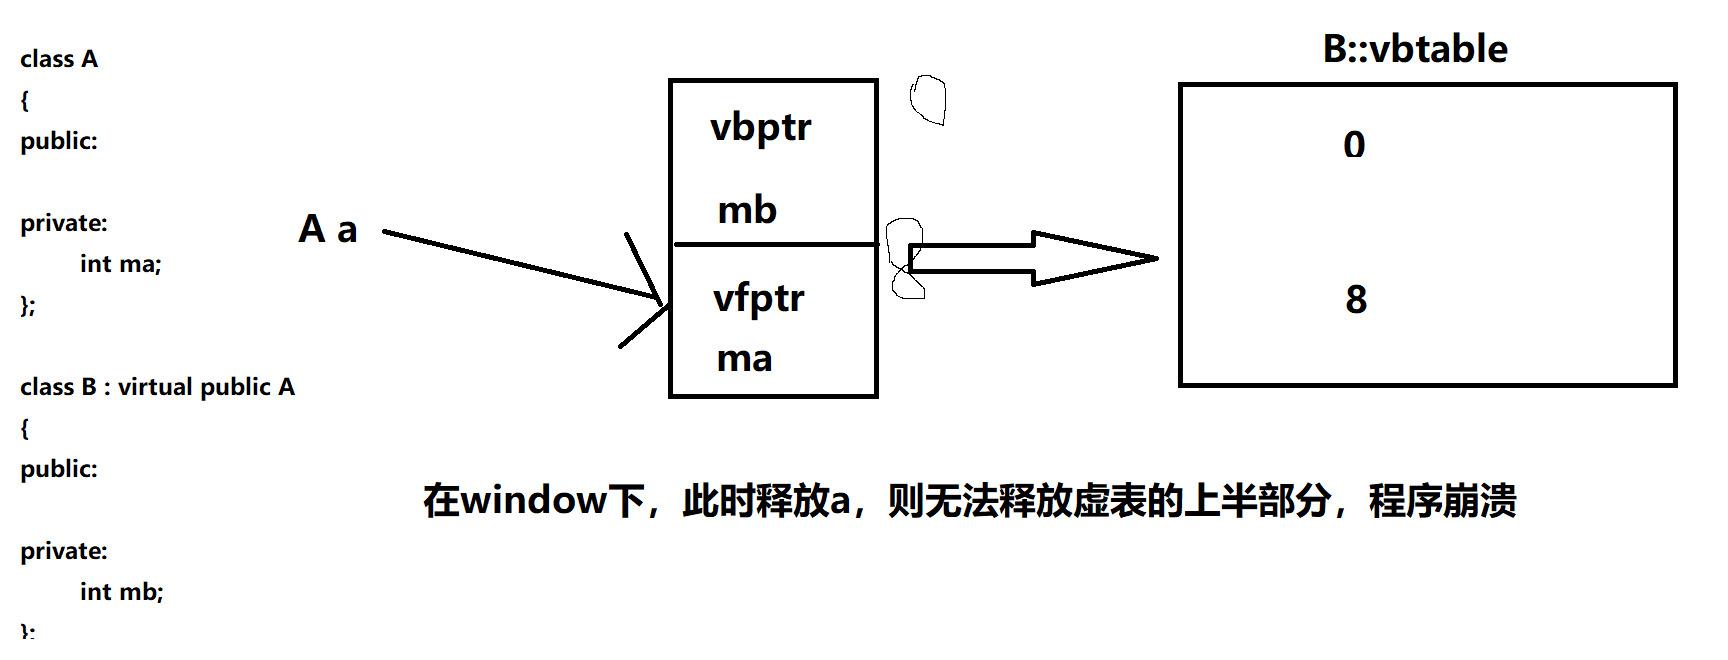 class A
{
public:
private:
int ma;
};
class B : virtual public A
{
public:
private:
int mb;
};
A a
vbptr
mb
vfptr
ma
B::vbtable
0
8
在window下，此时释放a，则无法释放虚表的上半部分，程序崩溃